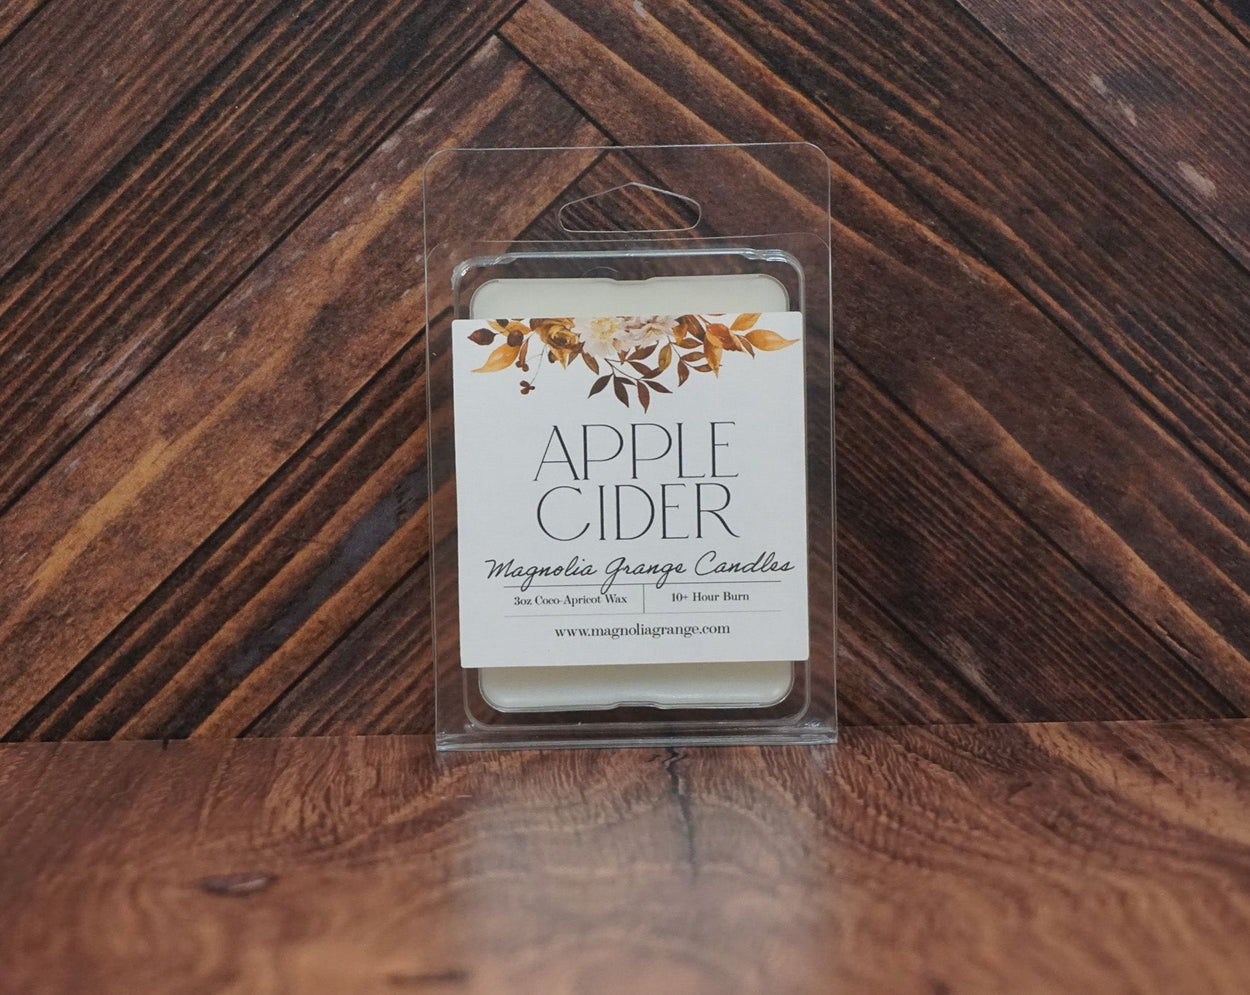 APPLE
CIDER
Magnolia Grange Candles
3oz Coco-Apricot Wax
10+ Hour Burn
www.magnoliagrange.com